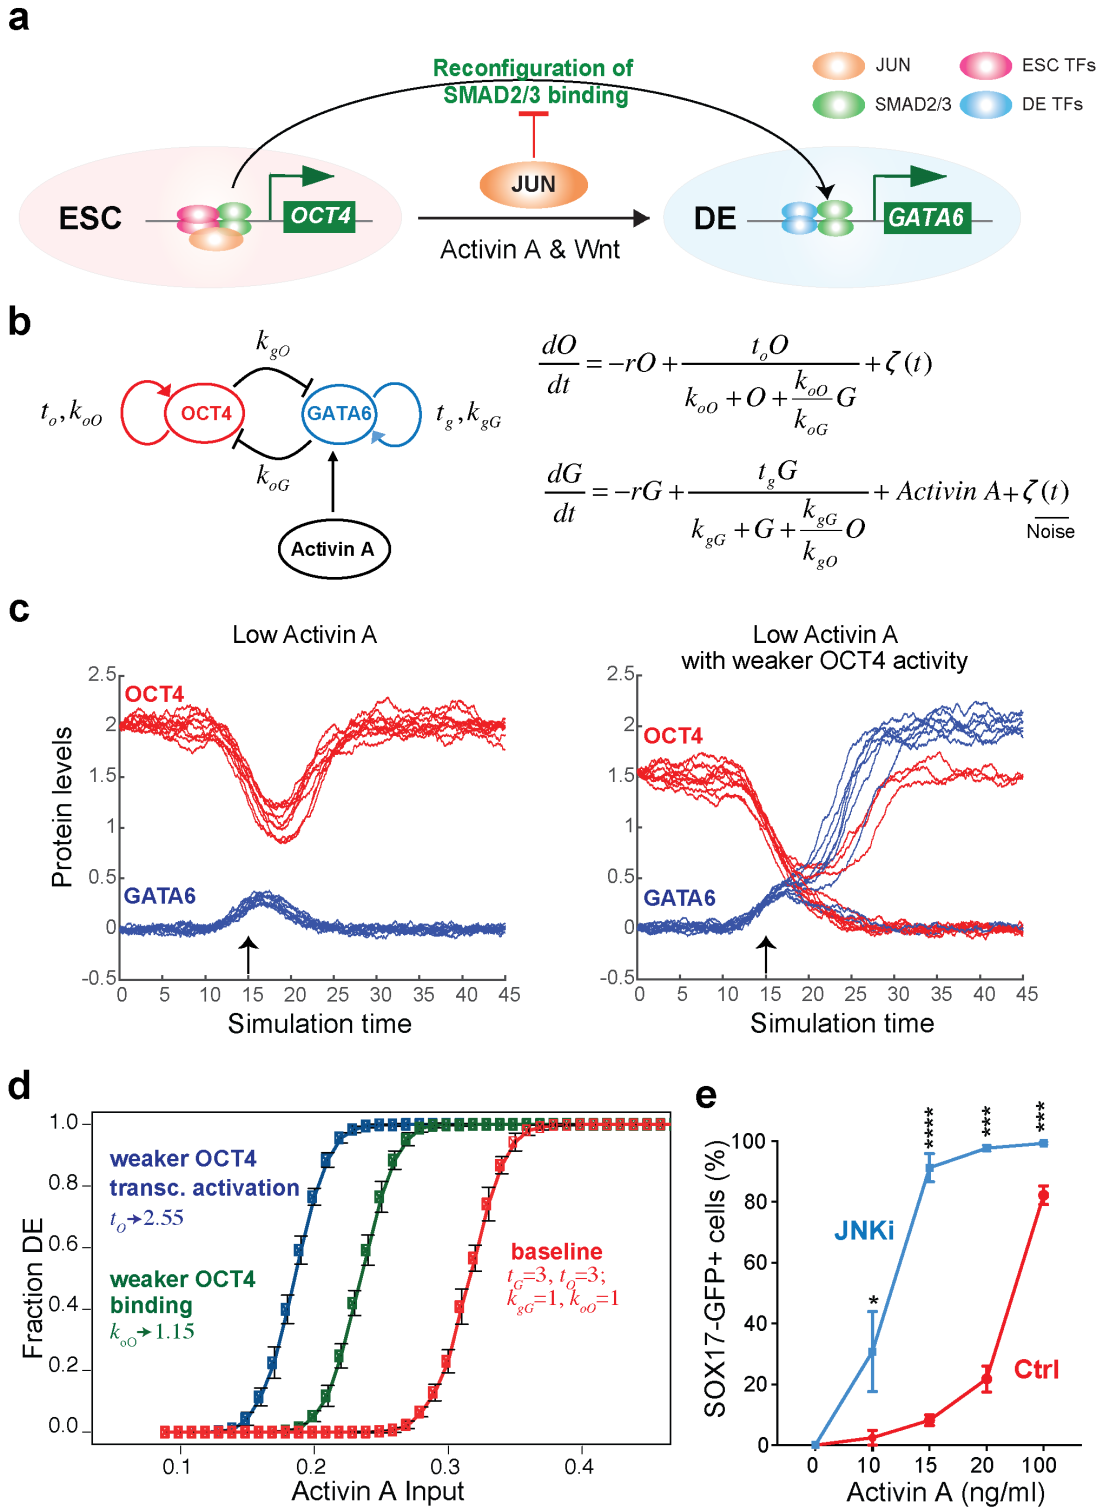 a
Reconfiguration of
SMAD2/3 binding
JUN
ESC TFs
SMAD2/3
DE TFs
JUN
ESC
OCT4
DE
GATA6
Activin A & Wnt
b
k_gO
t_o, k_oO
OCT4
GATA6
t_g, k_gG
k_oG
Activin A
dO/dt = −rO + t_oO / (k_oO + O + (k_oO/k_oG) G) + ζ(t)
dG/dt = −rG + t_gG / (k_gG + G + (k_gG/k_gO) O) + Activin A + ζ(t)
Noise
c
Low Activin A
2.5
OCT4
2
1.5
1
0.5
GATA6
0
-0.5
0 5 10 15 20 25 30 35 40 45
Protein levels
Simulation time
Low Activin A
with weaker OCT4 activity
2.5
OCT4
2
1.5
1
0.5
GATA6
0
-0.5
0 5 10 15 20 25 30 35 40 45
Simulation time
d
1.0
0.8
0.6
0.4
0.2
0.0
Fraction DE
weaker OCT4
transc. activation
t_O→2.55
weaker OCT4
binding
k_oO→1.15
baseline
t_G=3, t_O=3;
k_gG=1, k_oO=1
0.1 0.2 0.3 0.4
Activin A Input
e
**** *** ***
100
80
60
40
20
0
SOX17-GFP+ cells (%)
JNKi
*
Ctrl
0 10 15 20 100
Activin A (ng/ml)